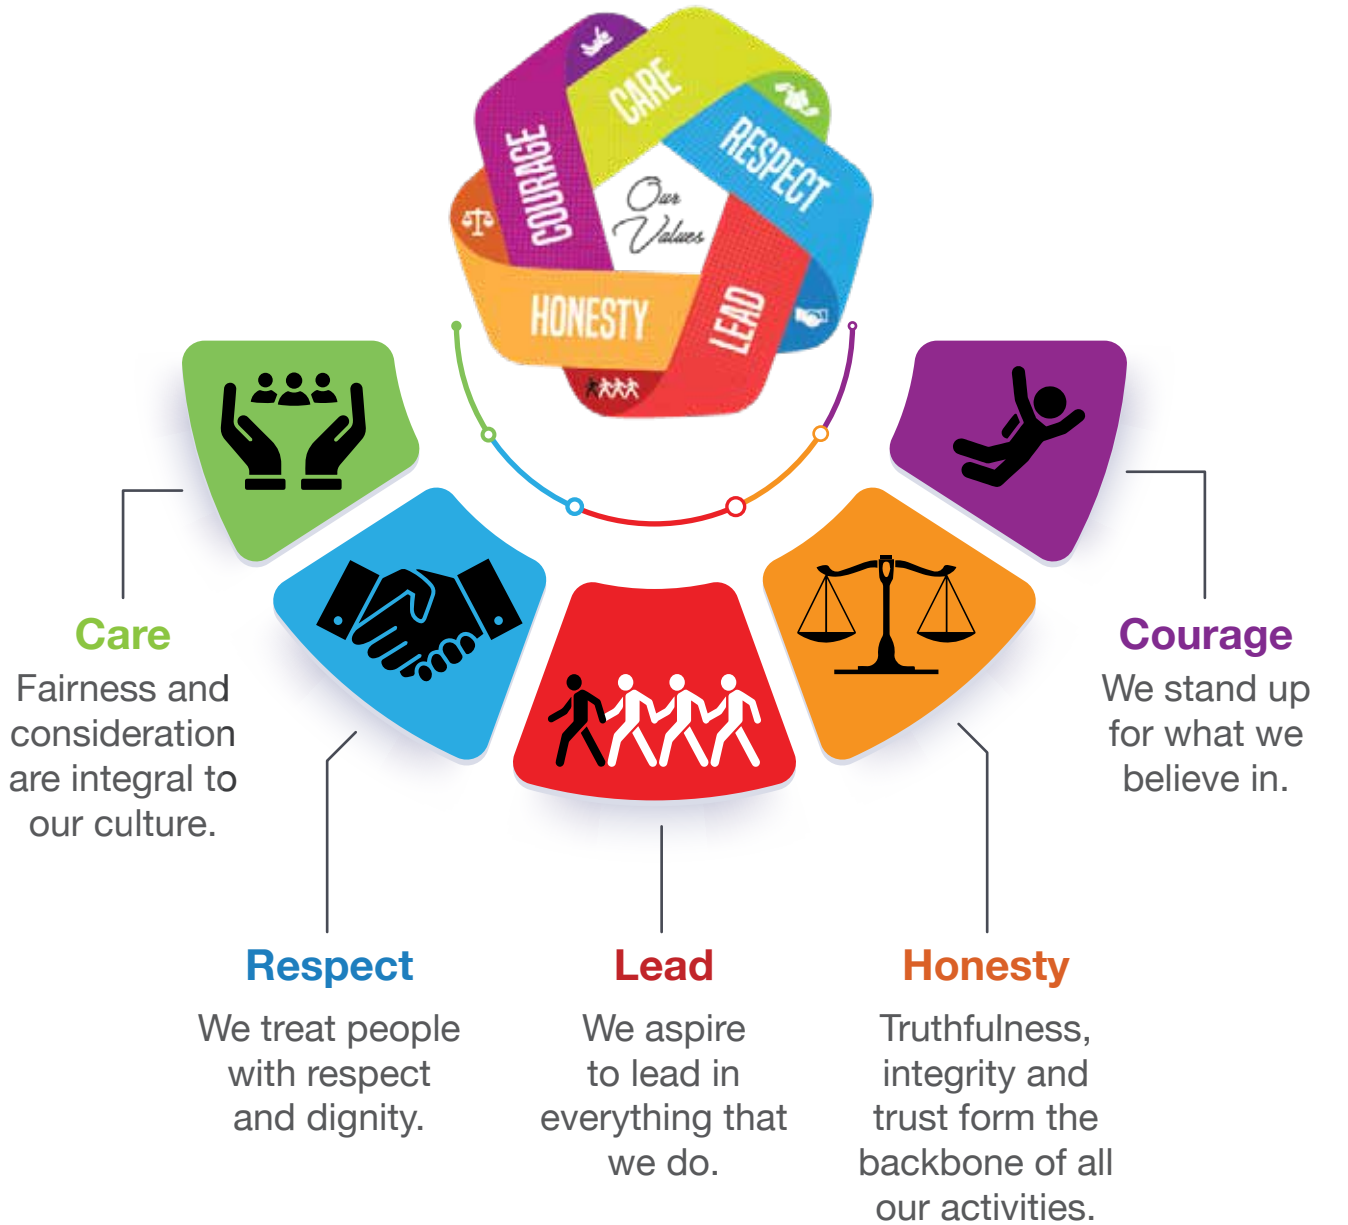 CARE
RESPECT
COURAGE
Our
Values
HONESTY
LEAD
Care
Fairness and
consideration
are integral to
our culture.
Respect
We treat people
with respect
and dignity.
Lead
We aspire
to lead in
everything that
we do.
Honesty
Truthfulness,
integrity and
trust form the
backbone of all
our activities.
Courage
We stand up
for what we
believe in.